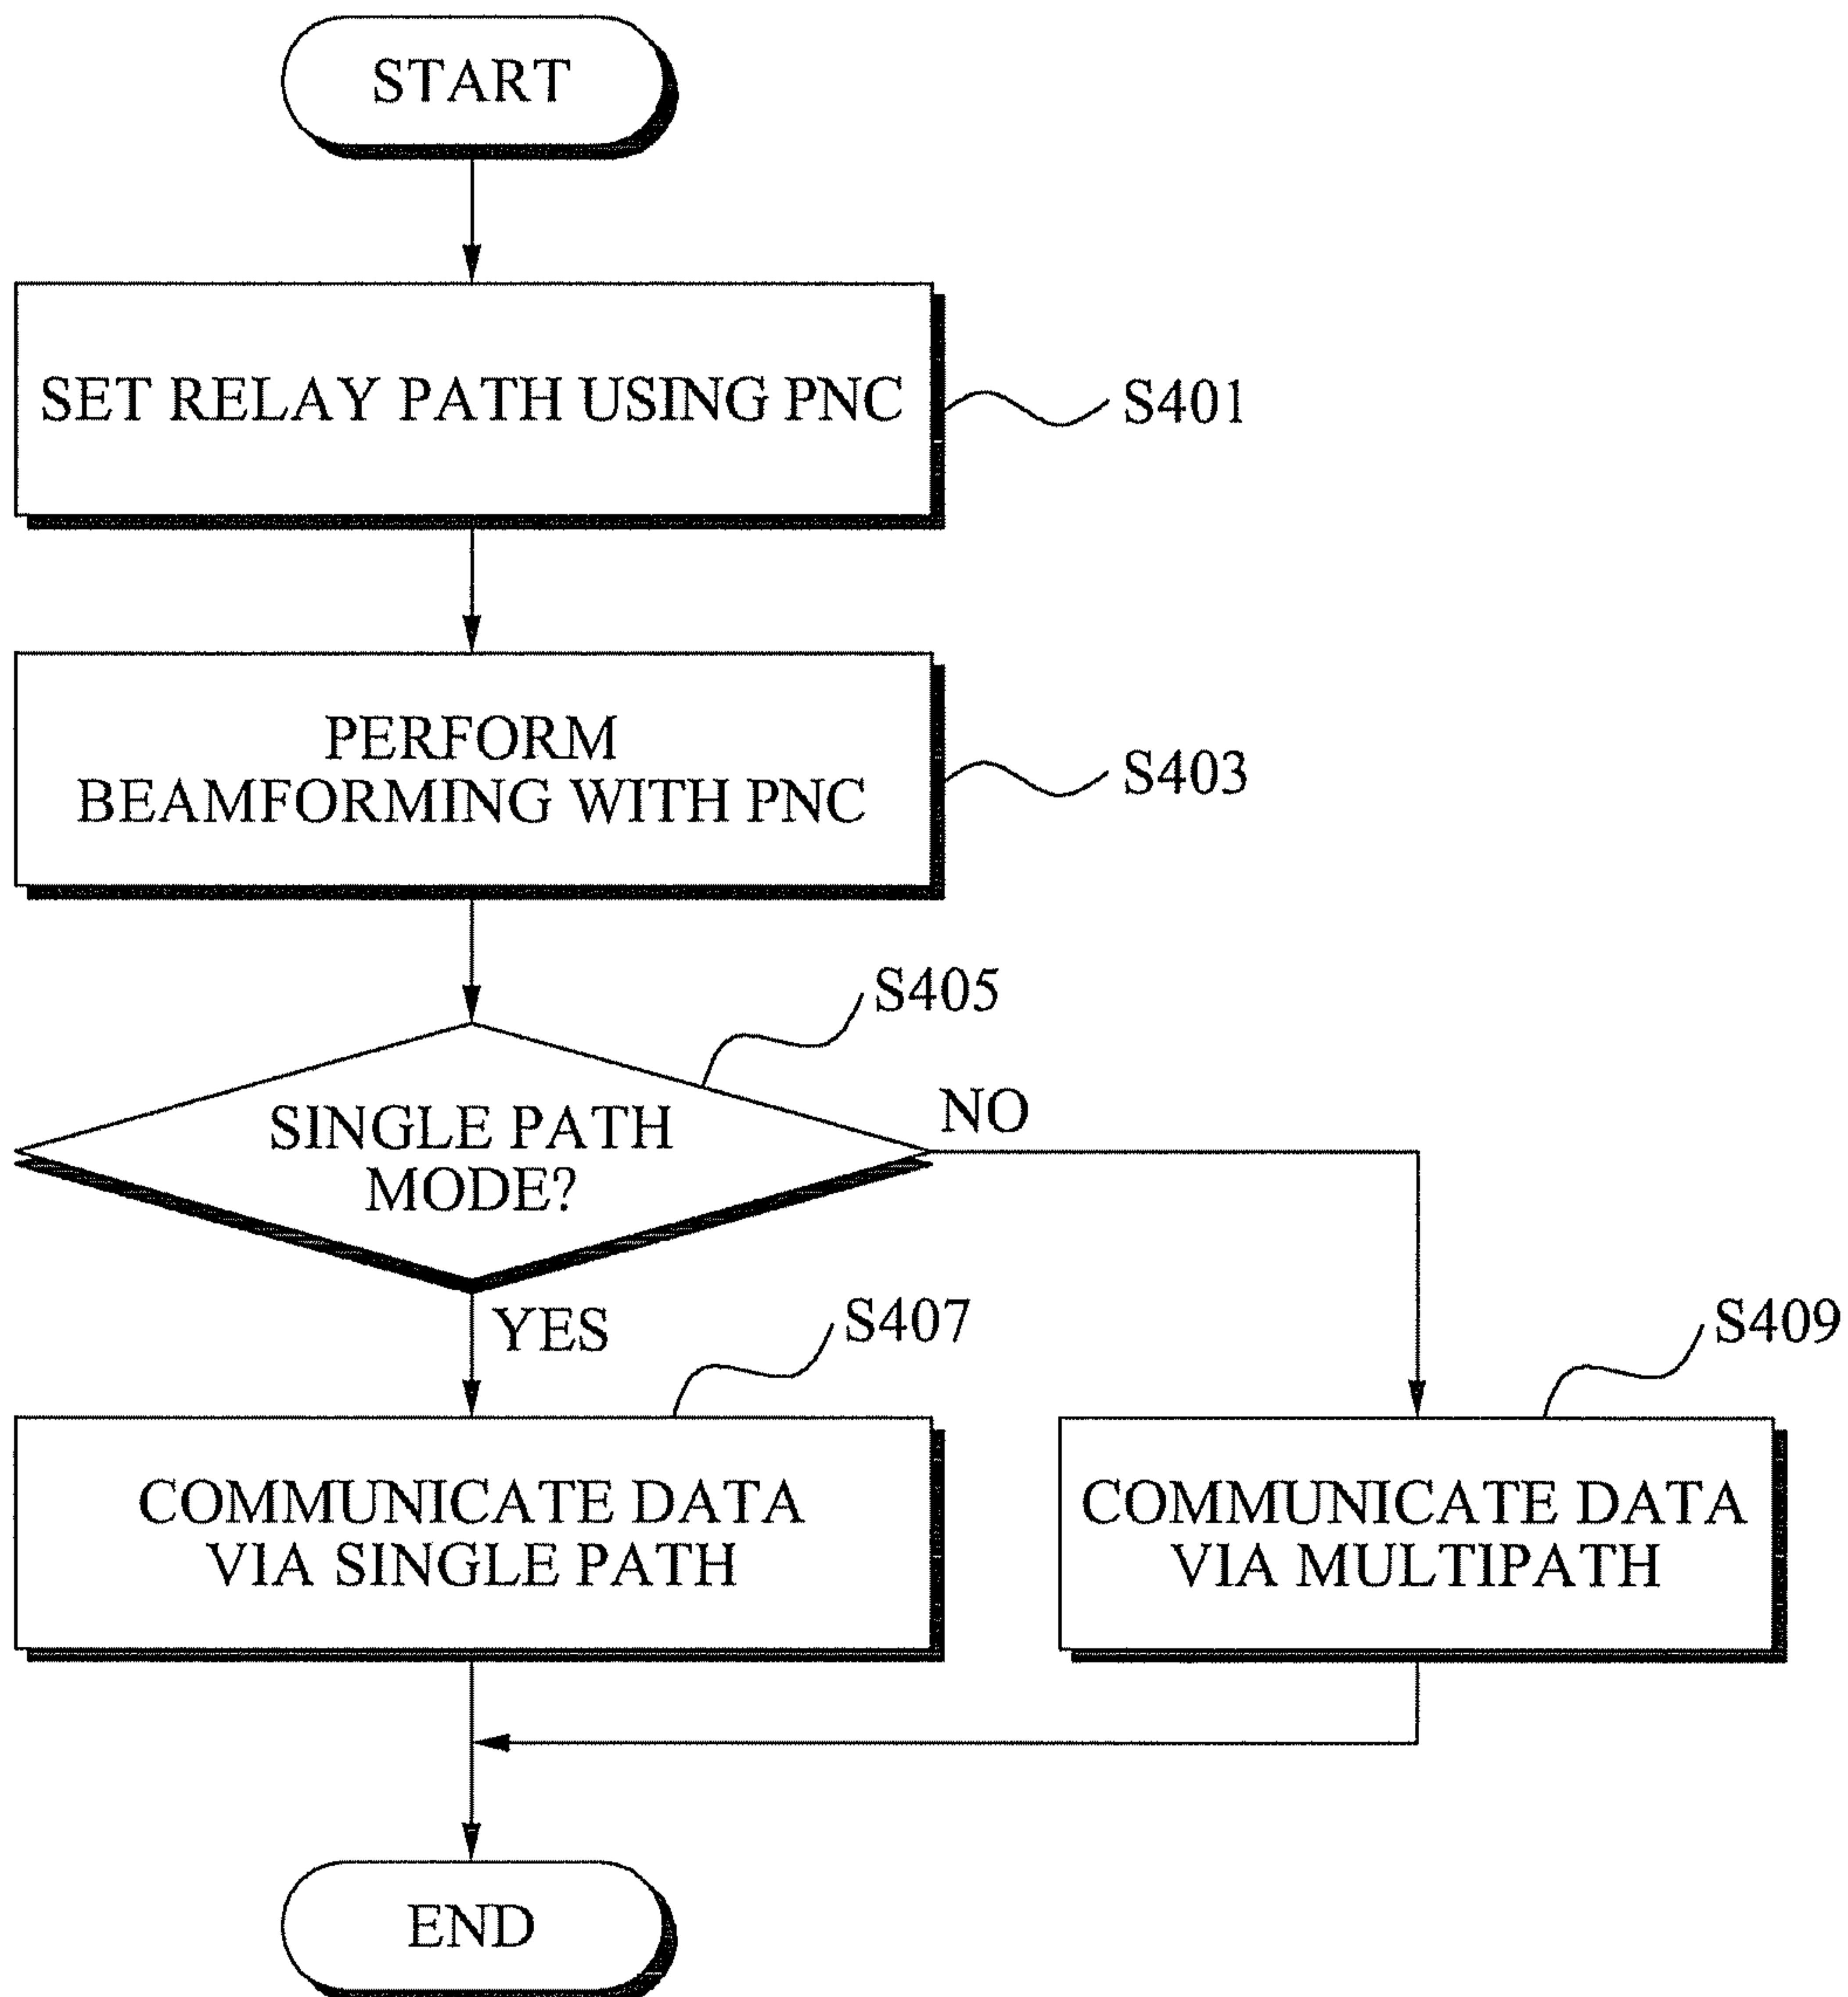 START
SET RELAY PATH USING PNC
S401
PERFORM
BEAMFORMING WITH PNC
S403
S405
SINGLE PATH
MODE?
NO
YES
S407
S409
COMMUNICATE DATA
VIA SINGLE PATH
COMMUNICATE DATA
VIA MULTIPATH
END